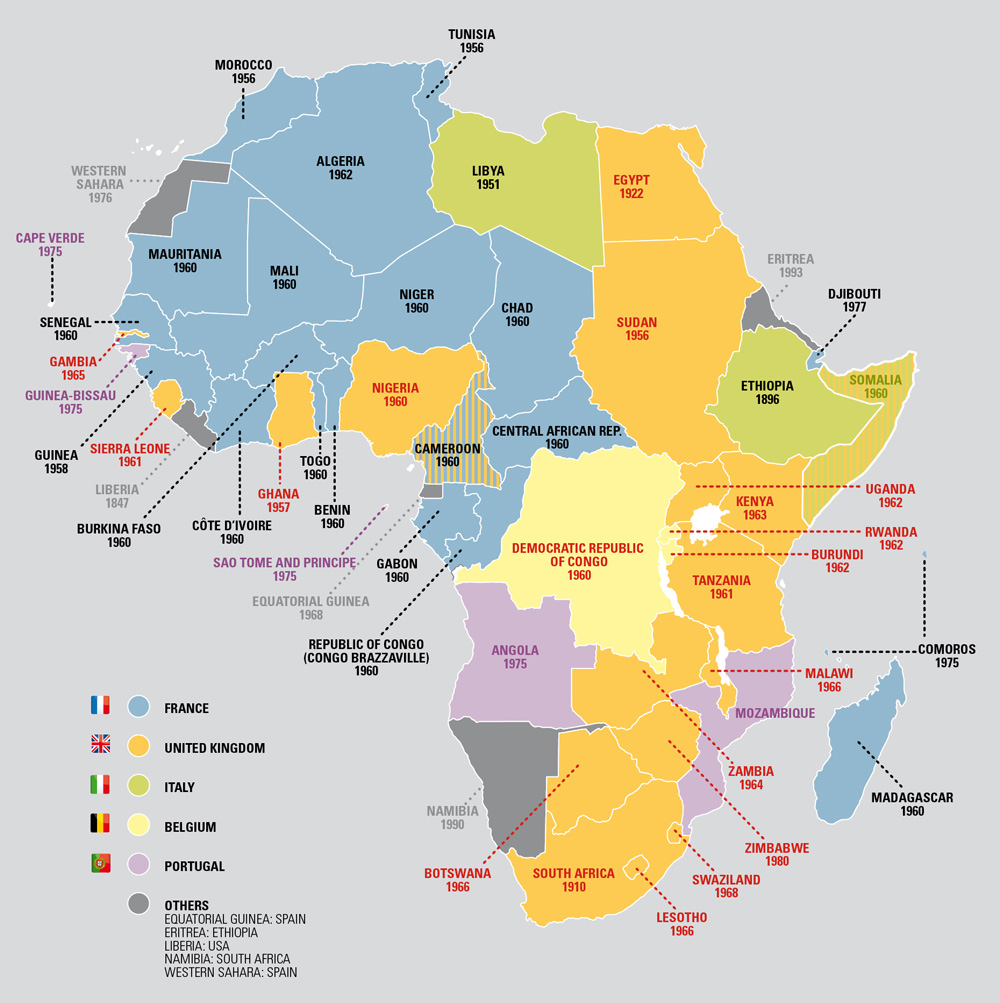 TUNISIA
1956
MOROCCO
1956
ALGERIA
1962
LIBYA
1951
EGYPT
1922
WESTERN
SAHARA
1976
CAPE VERDE
1975
MAURITANIA
1960
MALI
1960
NIGER
1960
CHAD
1960
SUDAN
1956
ERITREA
1993
DJIBOUTI
1977
SENEGAL
1960
GAMBIA
1965
GUINEA-BISSAU
1975
GUINEA
1958
SIERRA LEONE
1961
LIBERIA
1847
BURKINA FASO
1960
CÔTE D'IVOIRE
1960
GHANA
1957
TOGO
1960
BENIN
1960
NIGERIA
1960
CAMEROON
1960
CENTRAL AFRICAN REP.
1960
ETHIOPIA
1896
SOMALIA
1960
SAO TOME AND PRINCIPE
1975
EQUATORIAL GUINEA
1968
GABON
1960
REPUBLIC OF CONGO
(CONGO BRAZZAVILLE)
1960
DEMOCRATIC REPUBLIC
OF CONGO
1960
KENYA
1963
UGANDA
1962
RWANDA
1962
BURUNDI
1962
TANZANIA
1961
COMOROS
1975
MALAWI
1966
ANGOLA
1975
MOZAMBIQUE
ZAMBIA
1964
MADAGASCAR
1960
NAMIBIA
1990
ZIMBABWE
1980
BOTSWANA
1966
SOUTH AFRICA
1910
SWAZILAND
1968
LESOTHO
1966
FRANCE
UNITED KINGDOM
ITALY
BELGIUM
PORTUGAL
OTHERS
EQUATORIAL GUINEA: SPAIN
ERITREA: ETHIOPIA
LIBERIA: USA
NAMIBIA: SOUTH AFRICA
WESTERN SAHARA: SPAIN